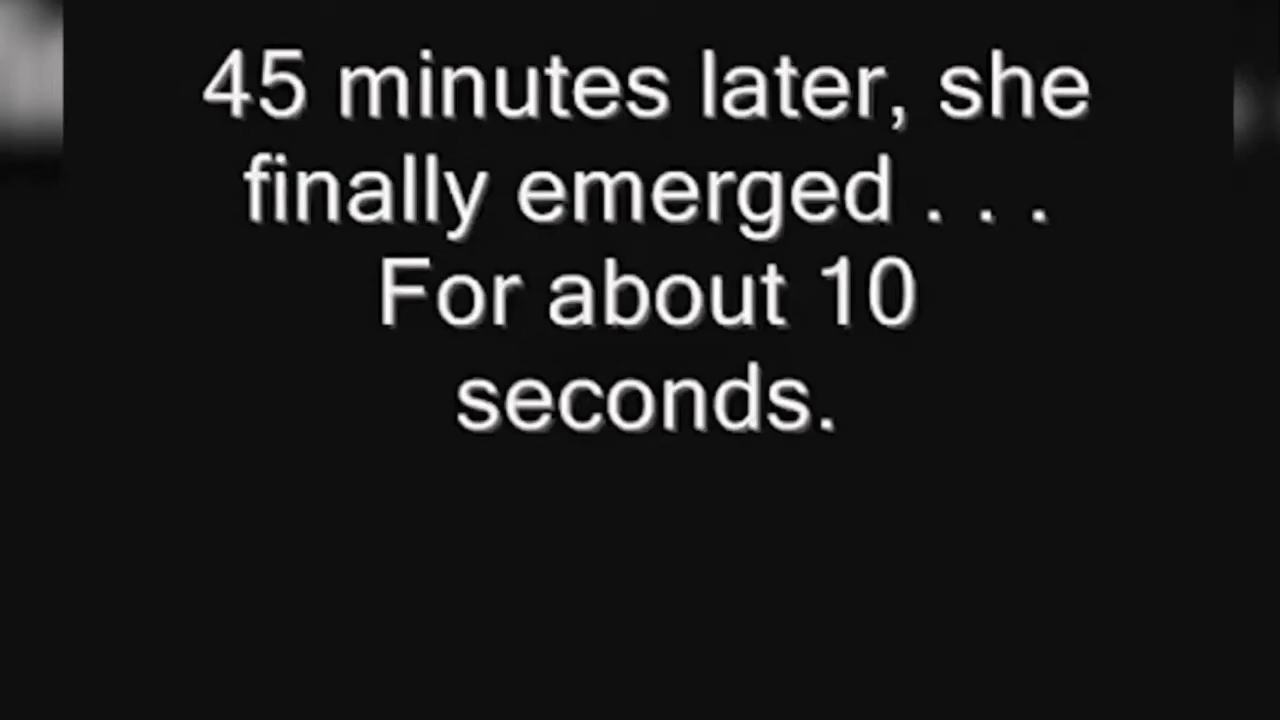 45 minutes later, she
finally emerged . . .
For about 10
seconds.